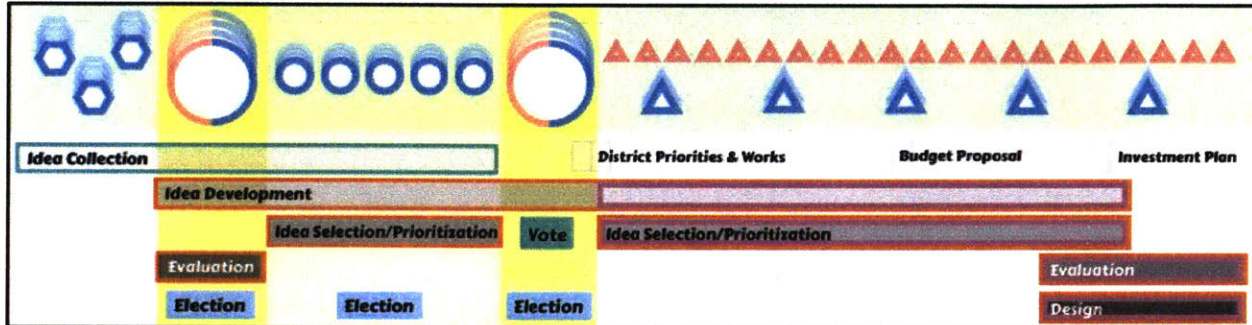 Idea Collection
District Priorities & Works
Budget Proposal
Investment Plan
Idea Development
Idea Selection/Prioritization
Vote
Idea Selection/Prioritization
Evaluation
Evaluation
Election
Election
Election
Design